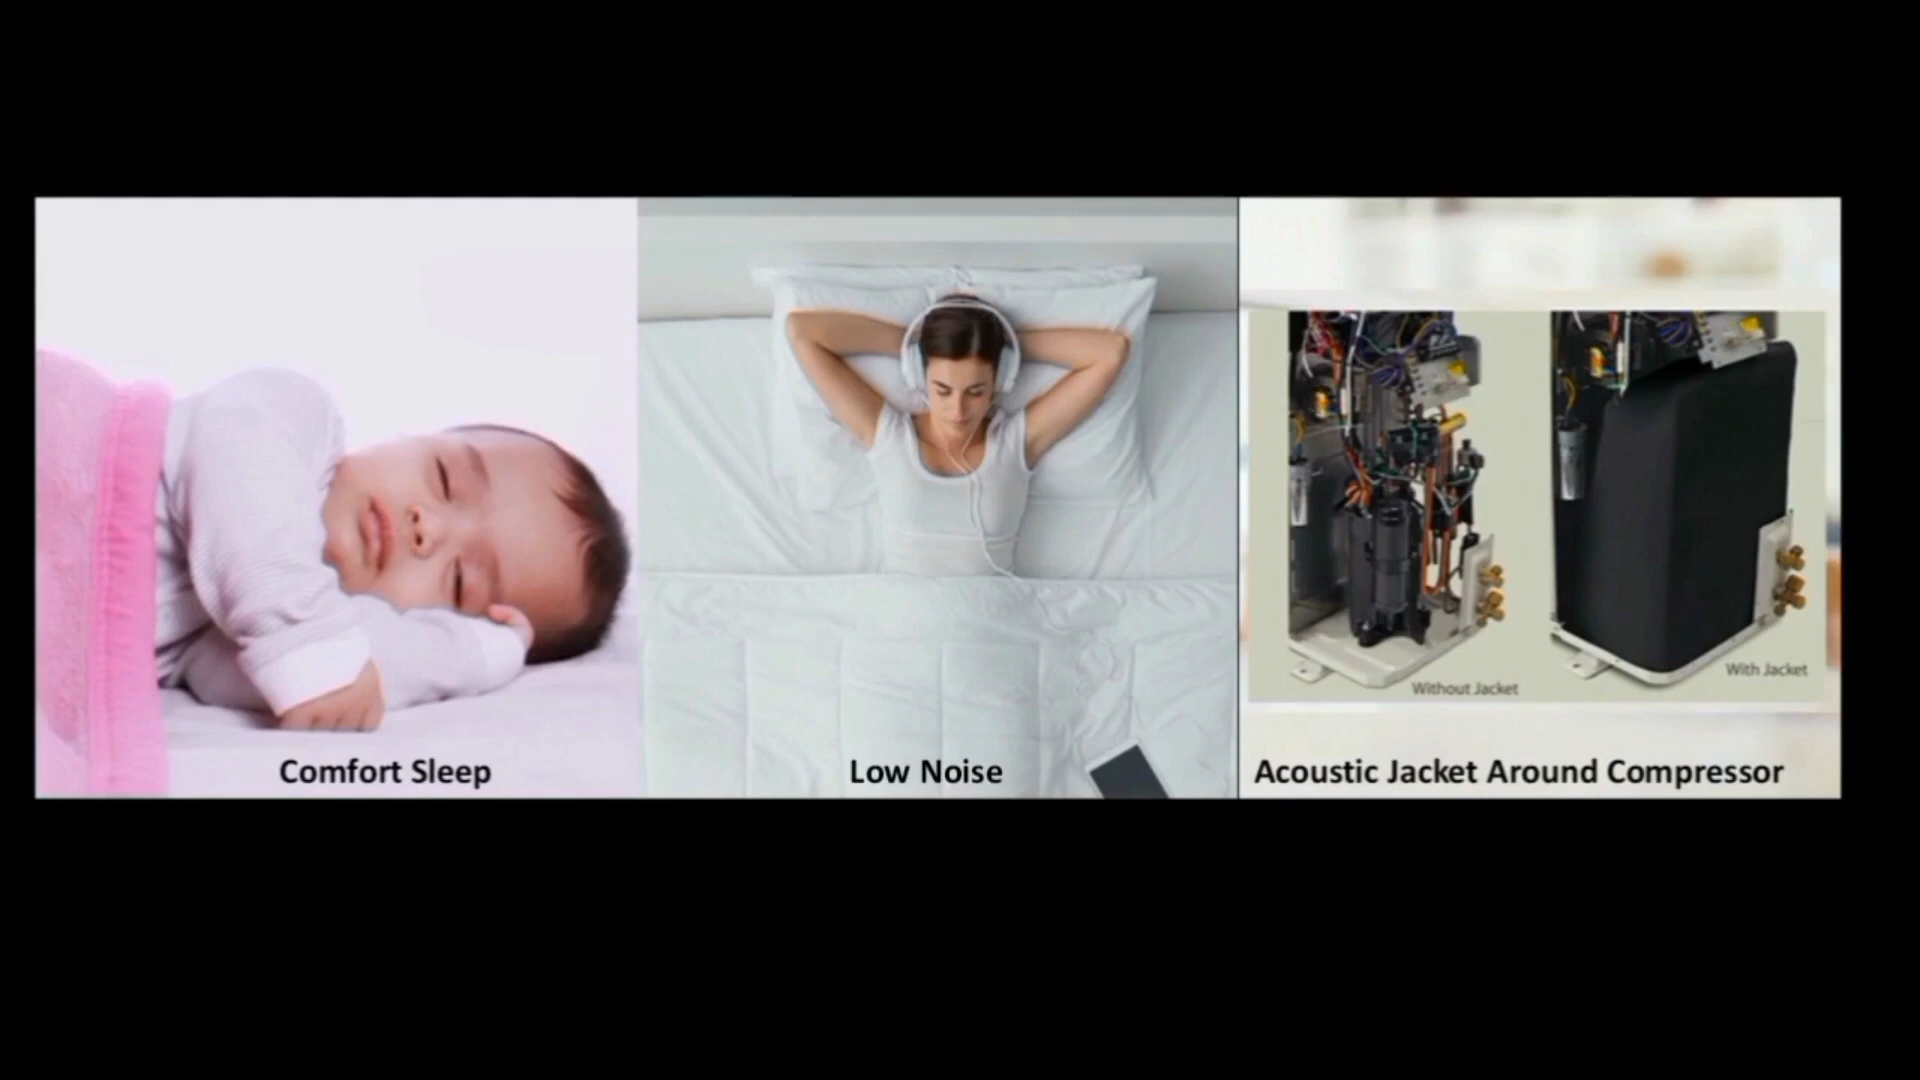 Without Jacket
With Jacket
Comfort Sleep
Low Noise
Acoustic Jacket Around Compressor